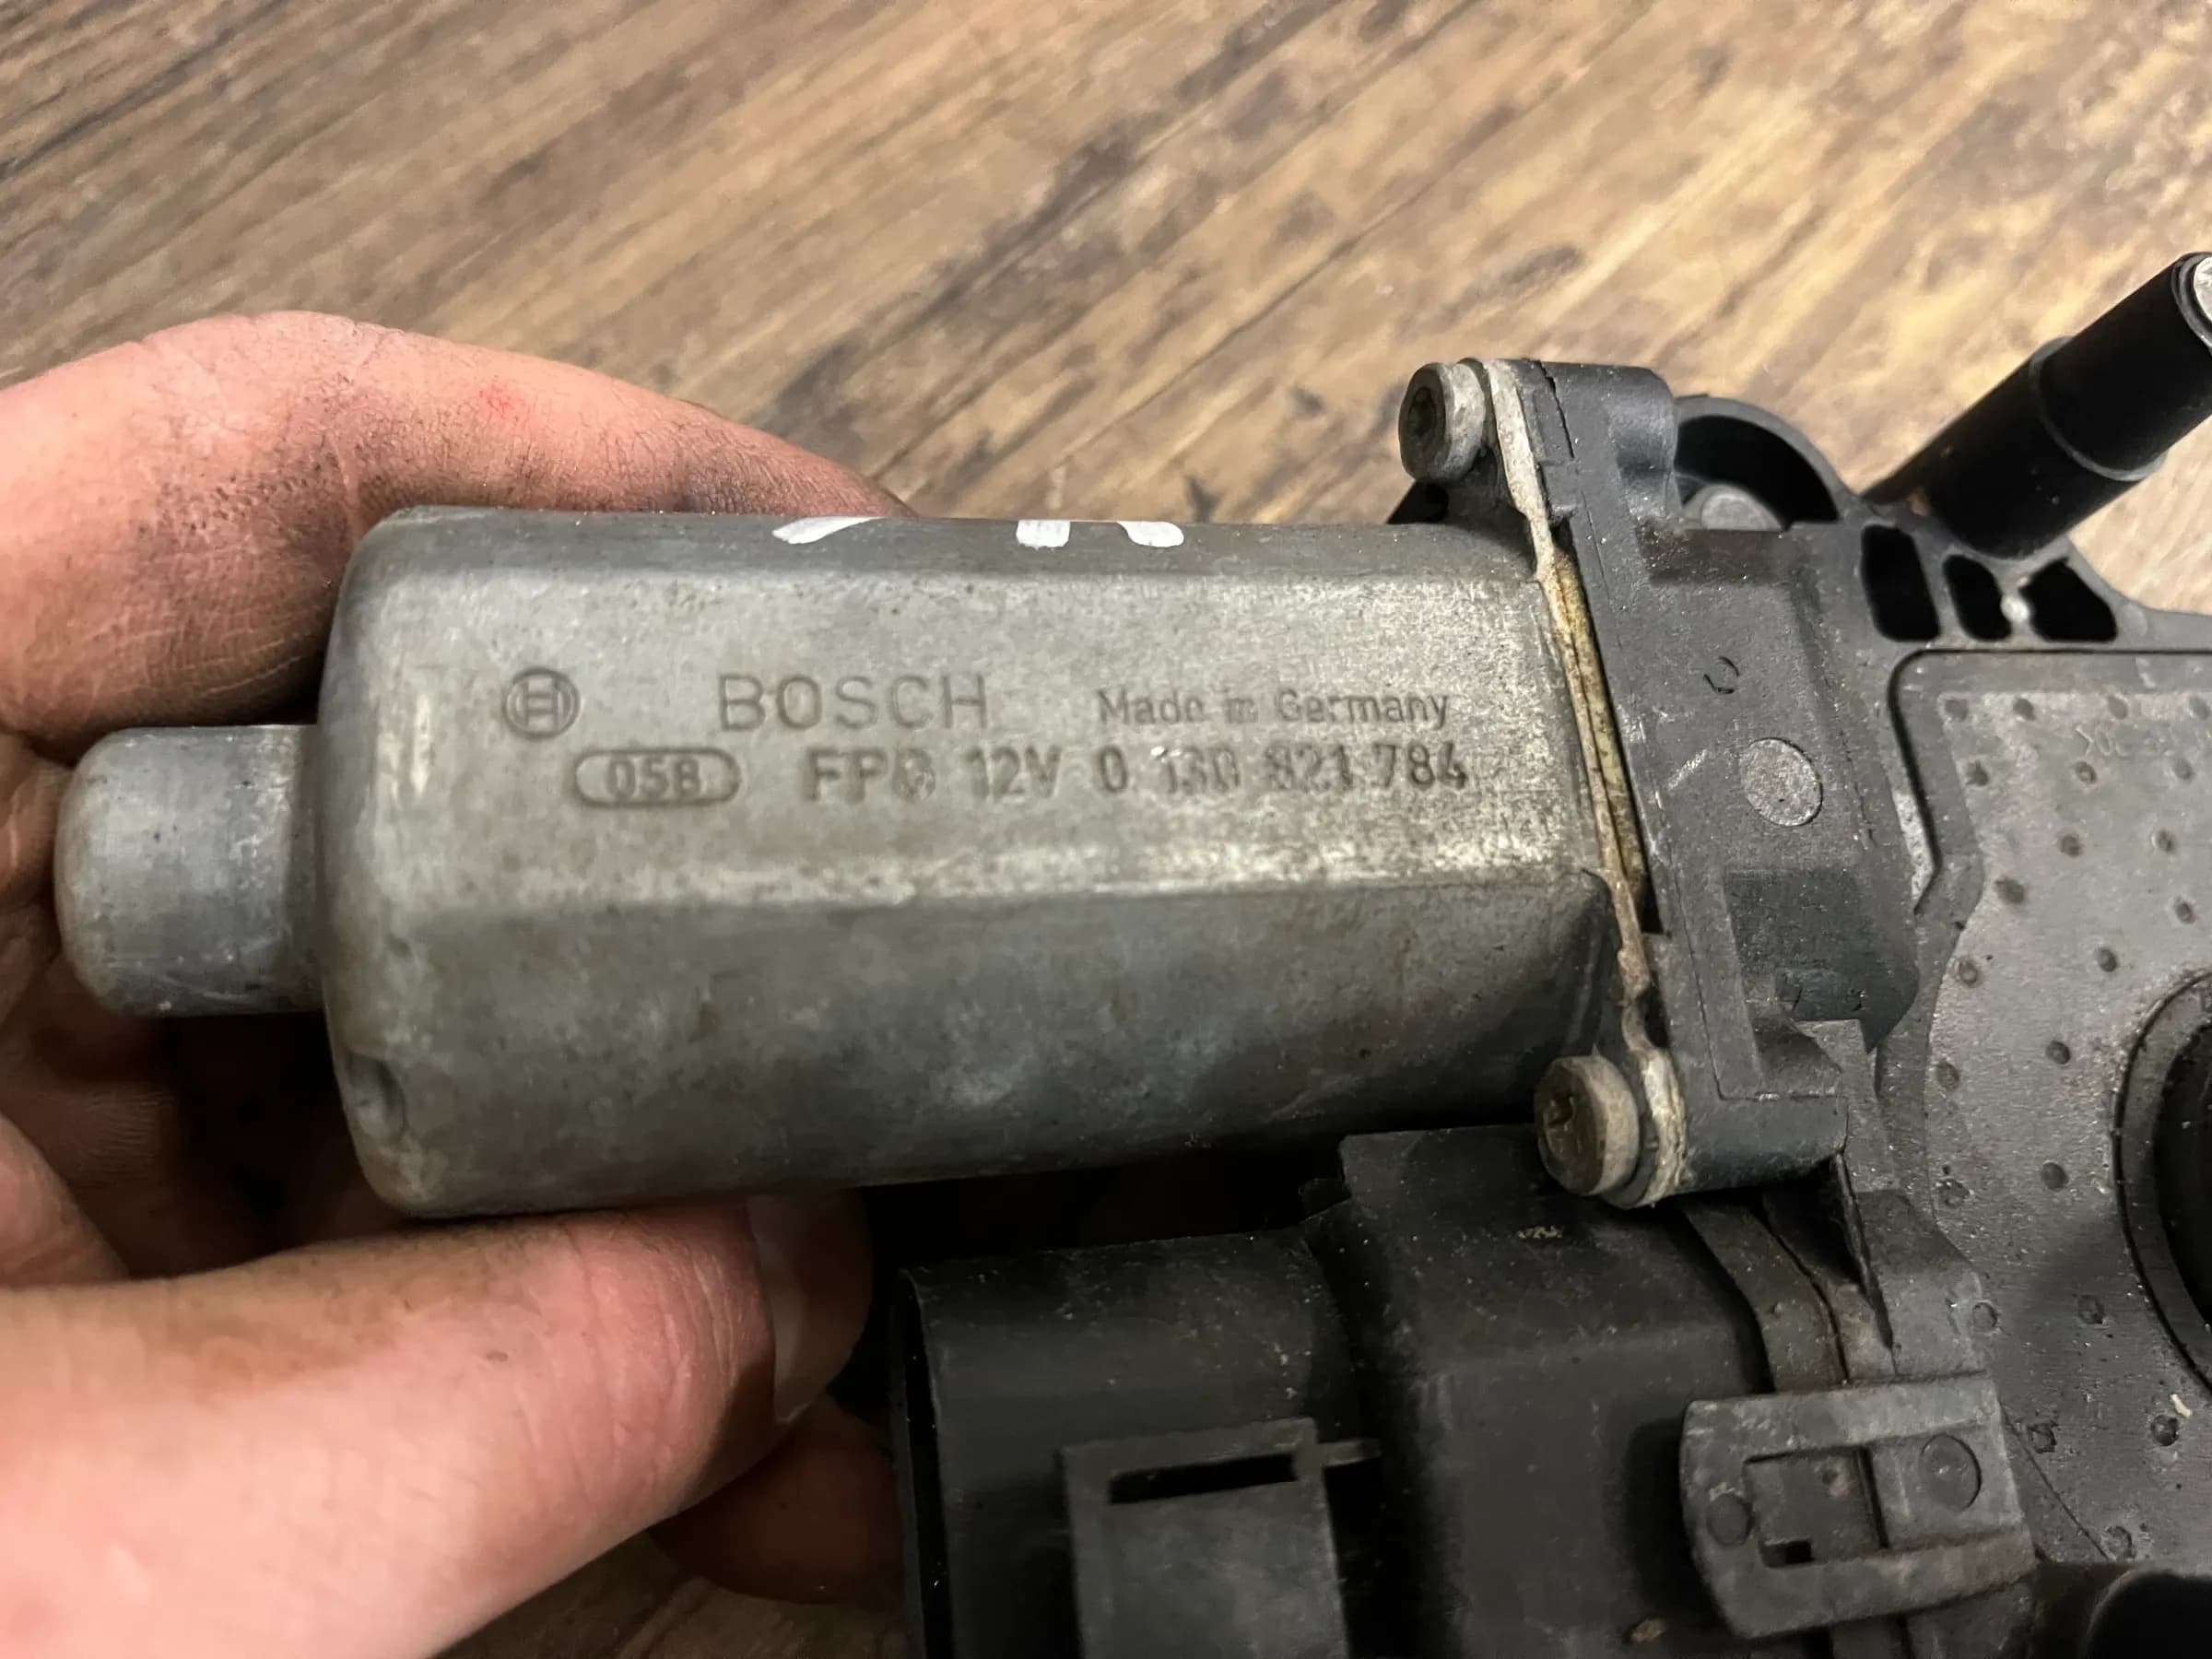 BOSCH Made in Germany
058 FPG 12V 0 130 821 784